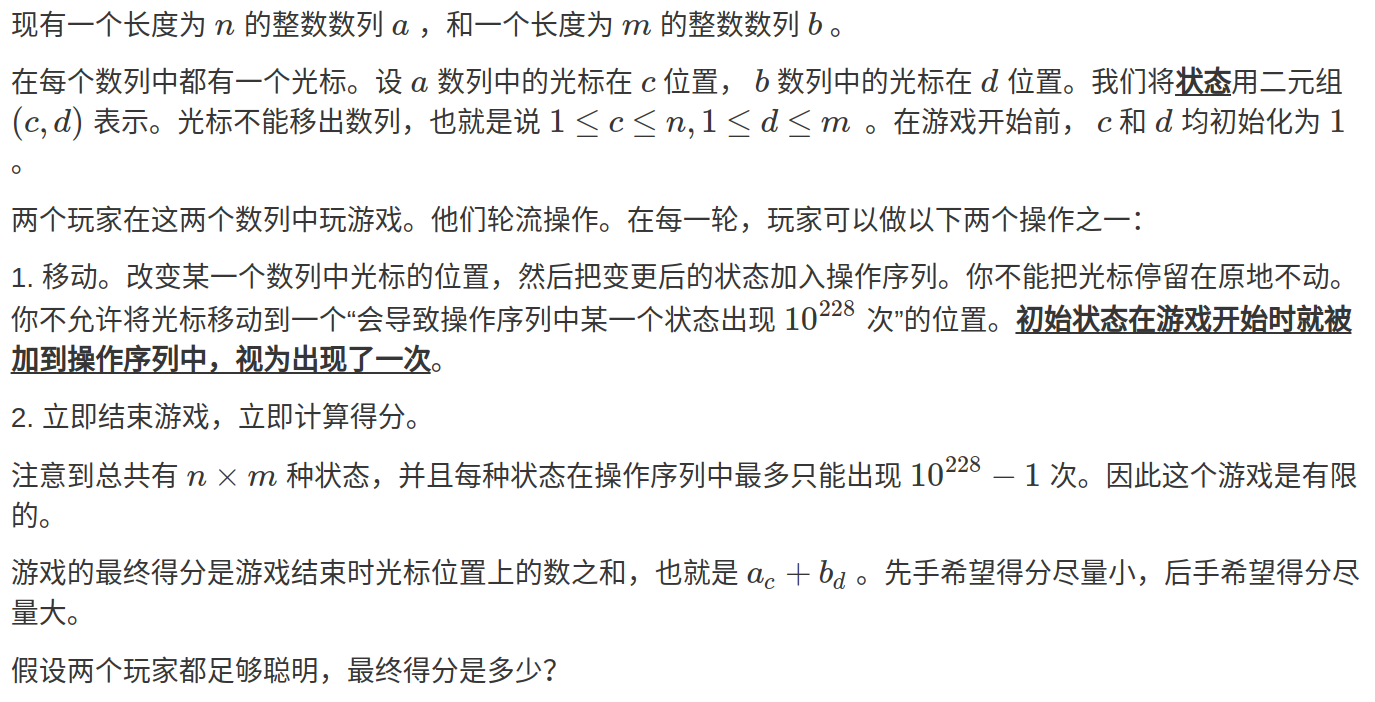 现有一个长度为 n 的整数数列 a ，和一个长度为 m 的整数数列 b 。
在每个数列中都有一个光标。设 a 数列中的光标在 c 位置， b 数列中的光标在 d 位置。我们将状态用二元组
(c, d) 表示。光标不能移出数列，也就是说 1 ≤ c ≤ n, 1 ≤ d ≤ m 。在游戏开始前， c 和 d 均初始化为 1
。
两个玩家在这两个数列中玩游戏。他们轮流操作。在每一轮，玩家可以做以下两个操作之一：
1. 移动。改变某一个数列中光标的位置，然后把变更后的状态加入操作序列。你不能把光标停留在原地不动。
你不允许将光标移动到一个“会导致操作序列中某一个状态出现 10^228 次”的位置。初始状态在游戏开始时就被
加到操作序列中，视为出现了一次。
2. 立即结束游戏，立即计算得分。
注意到总共有 n × m 种状态，并且每种状态在操作序列中最多只能出现 10^228 − 1 次。因此这个游戏是有限
的。
游戏的最终得分是游戏结束时光标位置上的数之和，也就是 a_c + b_d 。先手希望得分尽量小，后手希望得分尽
量大。
假设两个玩家都足够聪明，最终得分是多少？